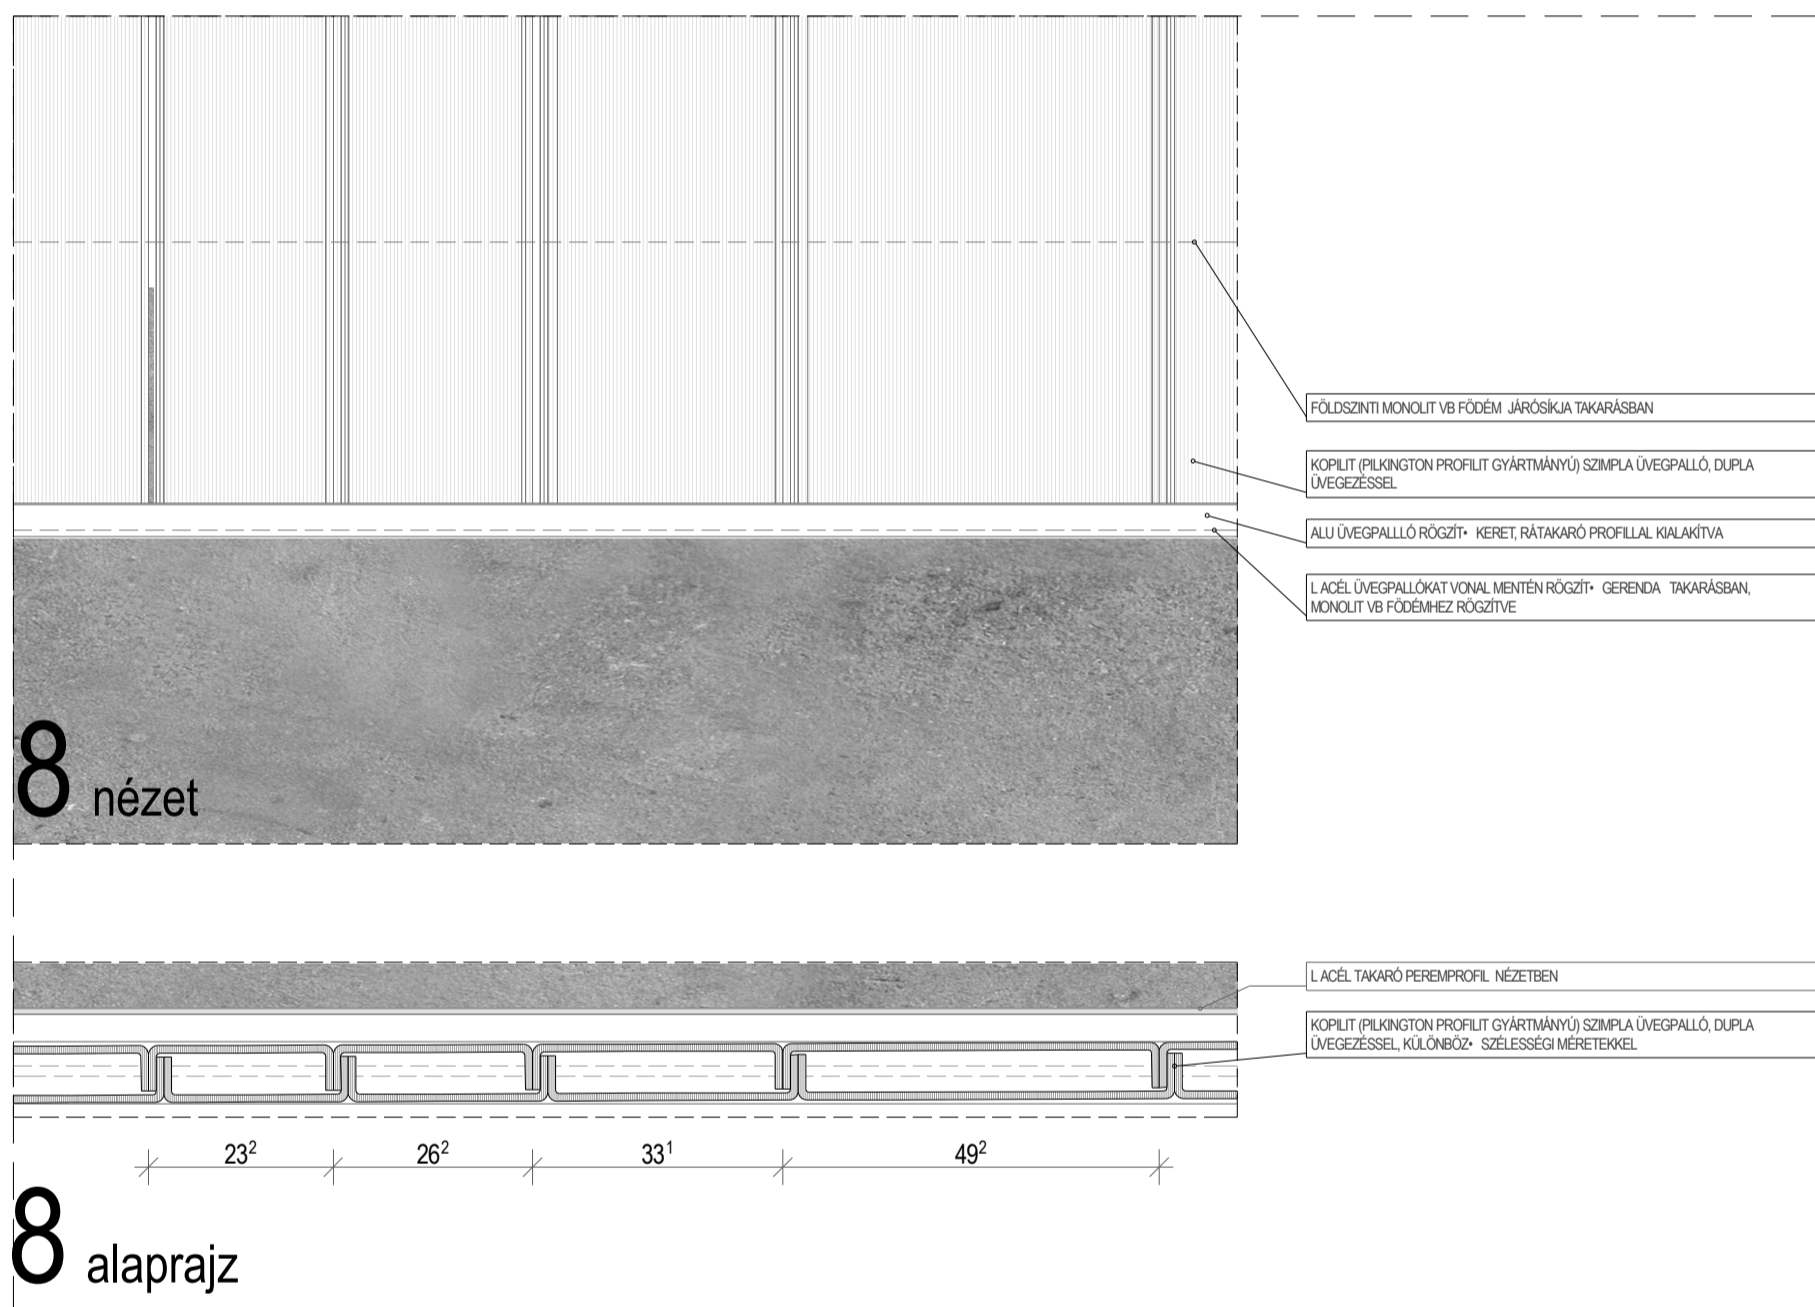 FÖLDSZINTI MONOLIT VB FÖDÉM JÁRÓSÍKJA TAKARÁSBAN
KOPILIT (PILKINGTON PROFILIT GYÁRTMÁNYÚ) SZIMPLA ÜVEGPALLÓ, DUPLA
ÜVEGEZÉSSEL
ALU ÜVEGPALLLÓ RÖGZÍT• KERET, RÁTAKARÓ PROFILLAL KIALAKÍTVA
L ACÉL ÜVEGPALLÓKAT VONAL MENTÉN RÖGZÍT• GERENDA TAKARÁSBAN,
MONOLIT VB FÖDÉMHEZ RÖGZÍTVE
8 nézet
L ACÉL TAKARÓ PEREMPROFIL NÉZETBEN
KOPILIT (PILKINGTON PROFILIT GYÁRTMÁNYÚ) SZIMPLA ÜVEGPALLÓ, DUPLA
ÜVEGEZÉSSEL, KÜLÖNBÖZ• SZÉLESSÉGI MÉRETEKKEL
23² 26² 33¹ 49²
8 alaprajz